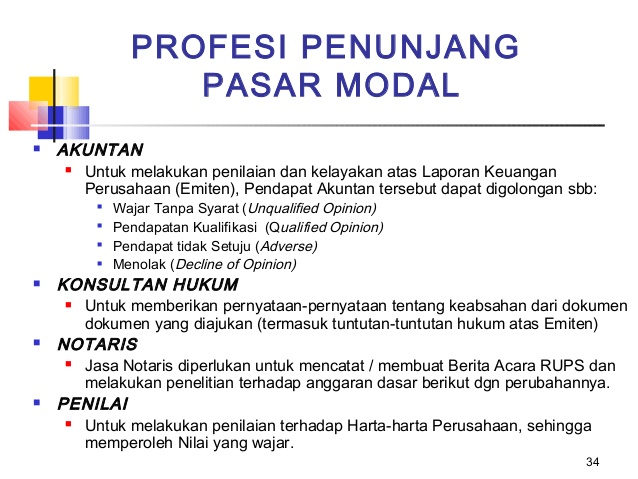 PROFESI PENUNJANG
PASAR MODAL
AKUNTAN
Untuk melakukan penilaian dan kelayakan atas Laporan Keuangan
Perusahaan (Emiten), Pendapat Akuntan tersebut dapat digolongan sbb:
Wajar Tanpa Syarat (Unqualified Opinion)
Pendapatan Kualifikasi (Qualified Opinion)
Pendapat tidak Setuju (Adverse)
Menolak (Decline of Opinion)
KONSULTAN HUKUM
Untuk memberikan pernyataan-pernyataan tentang keabsahan dari dokumen
dokumen yang diajukan (termasuk tuntutan-tuntutan hukum atas Emiten)
NOTARIS
Jasa Notaris diperlukan untuk mencatat / membuat Berita Acara RUPS dan
melakukan penelitian terhadap anggaran dasar berikut dgn perubahannya.
PENILAI
Untuk melakukan penilaian terhadap Harta-harta Perusahaan, sehingga
memperoleh Nilai yang wajar.
34